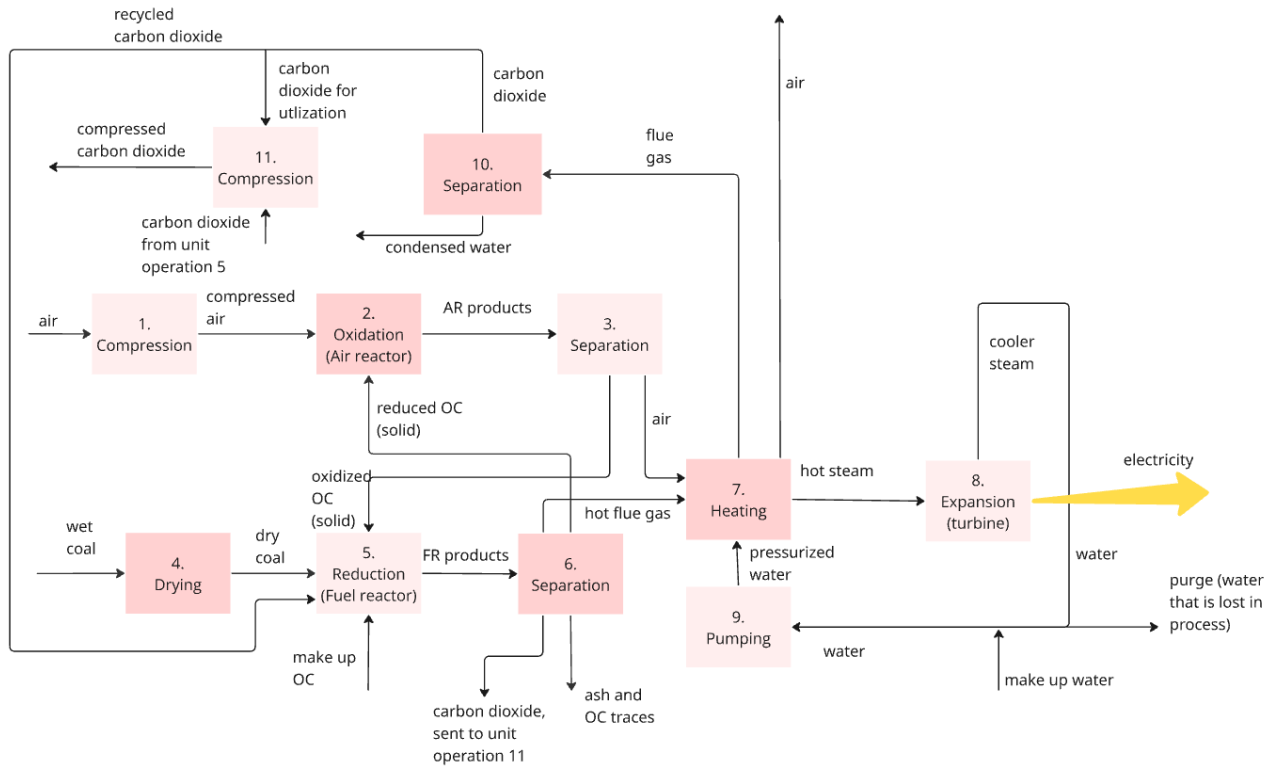 recycled
carbon dioxide
carbon
dioxide for
utlization
carbon
dioxide
air
compressed
carbon dioxide
11.
Compression
10.
Separation
flue
gas
carbon dioxide
from unit
operation 5
condensed water
air
1.
Compression
compressed
air
2.
Oxidation
(Air reactor)
AR products
3.
Separation
cooler
steam
reduced OC
(solid)
air
oxidized
OC
(solid)
hot flue gas
7.
Heating
hot steam
8.
Expansion
(turbine)
electricity
wet
coal
4.
Drying
dry
coal
5.
Reduction
(Fuel reactor)
FR products
6.
Separation
pressurized
water
water
9.
Pumping
water
purge (water
that is lost in
process)
make up
OC
make up water
carbon dioxide,
sent to unit
operation 11
ash and
OC traces